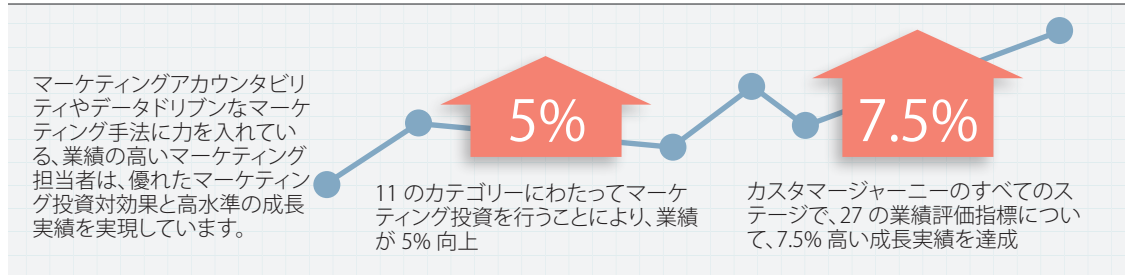 マーケティングアカウンタビリ
ティやデータドリブンなマーケ
ティング手法に力を入れてい
る、業績の高いマーケティング
担当者は、優れたマーケティン
グ投資対効果と高水準の成長
実績を実現しています。
5%
11 のカテゴリーにわたってマーケ
ティング投資を行うことにより、業績
が 5% 向上
7.5%
カスタマージャーニーのすべてのス
テージで、27 の業績評価指標につい
て、7.5% 高い成長実績を達成